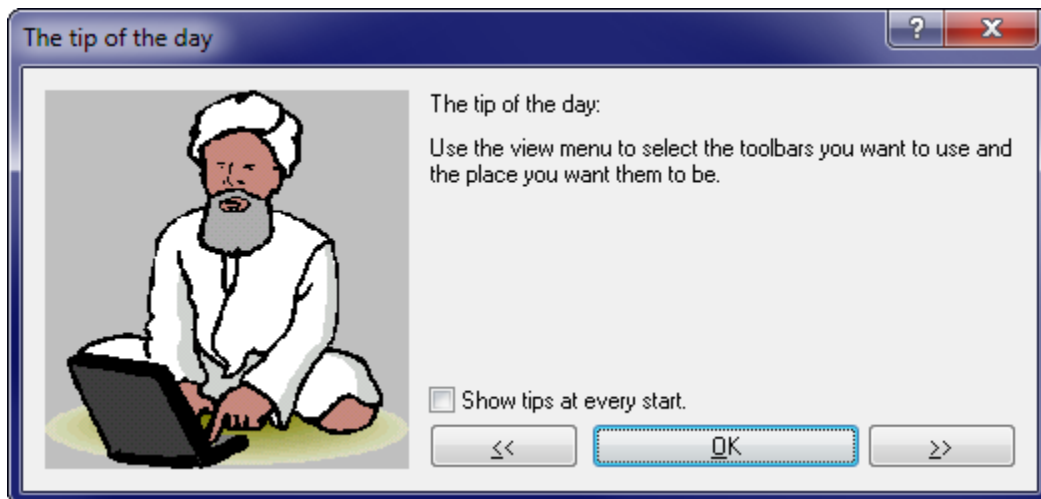 The tip of the day
?
X
The tip of the day:
Use the view menu to select the toolbars you want to use and
the place you want them to be.
Show tips at every start.
<<
OK
>>